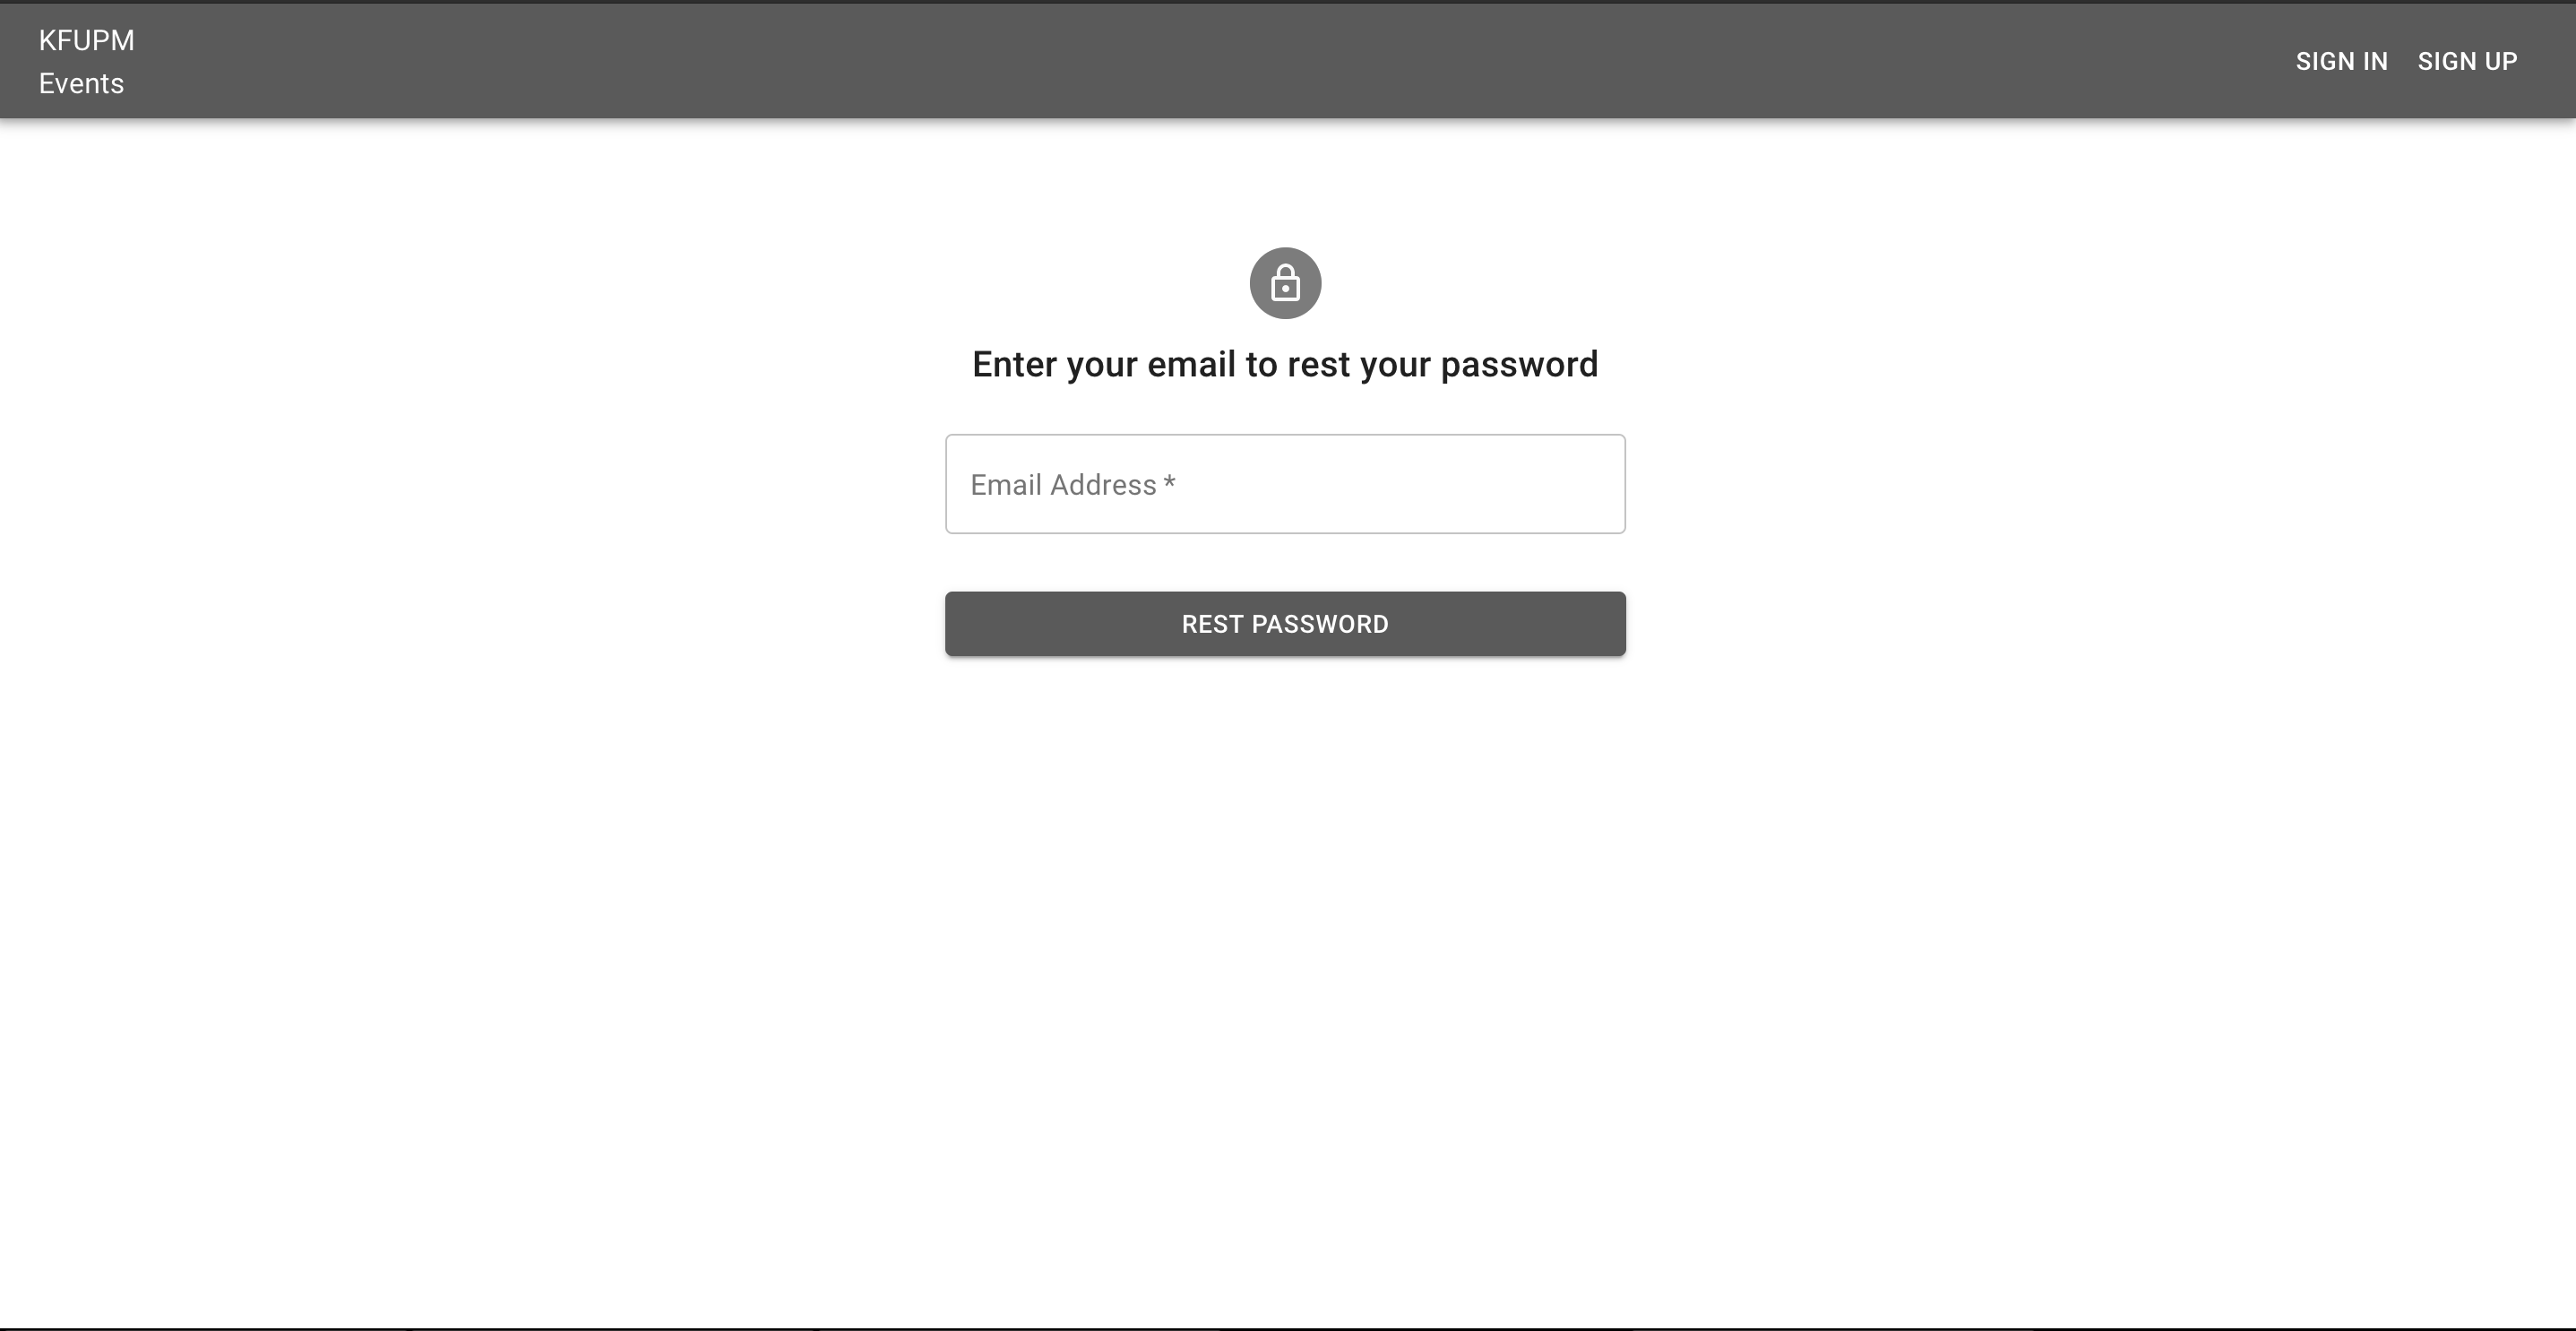 KFUPM
Events
SIGN IN SIGN UP
Enter your email to rest your password
Email Address *
REST PASSWORD